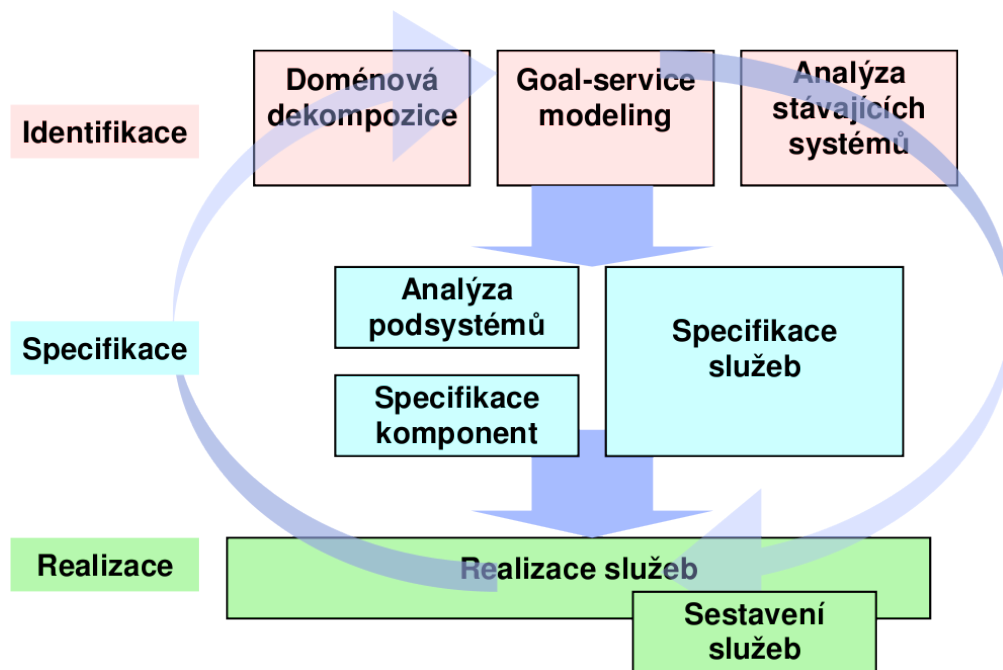 Identifikace
Doménová
dekompozice
Goal-service
modeling
Analýza
stávajících
systémů
Specifikace
Analýza
podsystémů
Specifikace
komponent
Specifikace
služeb
Realizace
Realizace služeb
Sestavení
služeb